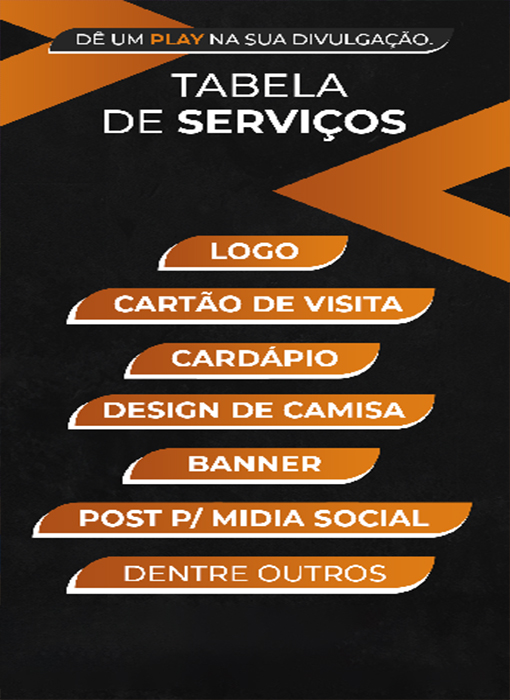 DÊ UM PLAY NA SUA DIVULGAÇÃO.
TABELA
DE SERVIÇOS
LOGO
CARTÃO DE VISITA
CARDÁPIO
DESIGN DE CAMISA
BANNER
POST P/ MIDIA SOCIAL
DENTRE OUTROS